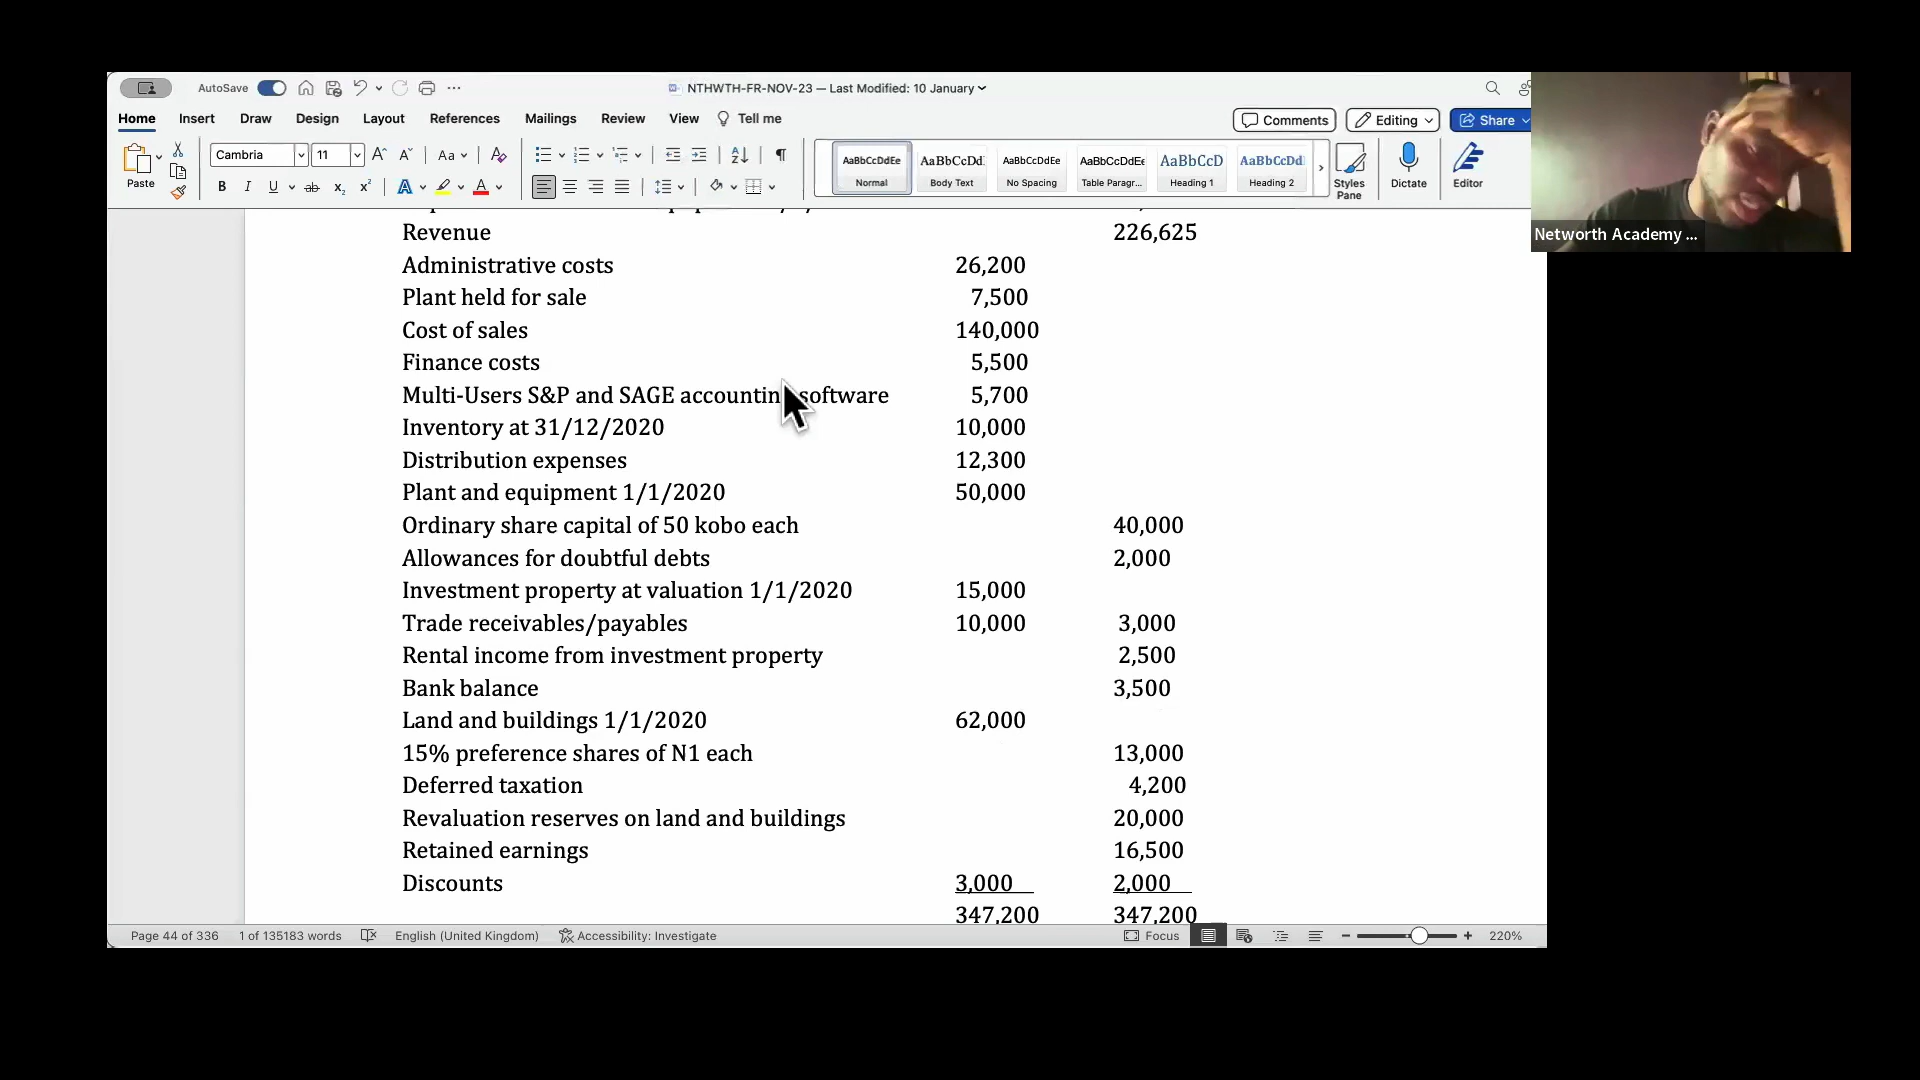 AutoSave
NTHWTH-FR-NOV-23 — Last Modified: 10 January
Home Insert Draw Design Layout References Mailings Review View Tell me
Comments Editing Share
Paste
Cambria 11
AaBbCcDdEe AaBbCcDd AaBbCcDdEe AaBbCcDdEe AaBbCcD AaBbCcDd
Normal Body Text No Spacing Table Paragr... Heading 1 Heading 2
Styles Pane
Dictate
Editor
Networth Academy ...
Revenue 226,625
Administrative costs 26,200
Plant held for sale 7,500
Cost of sales 140,000
Finance costs 5,500
Multi-Users S&P and SAGE accounting software 5,700
Inventory at 31/12/2020 10,000
Distribution expenses 12,300
Plant and equipment 1/1/2020 50,000
Ordinary share capital of 50 kobo each 40,000
Allowances for doubtful debts 2,000
Investment property at valuation 1/1/2020 15,000
Trade receivables/payables 10,000 3,000
Rental income from investment property 2,500
Bank balance 3,500
Land and buildings 1/1/2020 62,000
15% preference shares of N1 each 13,000
Deferred taxation 4,200
Revaluation reserves on land and buildings 20,000
Retained earnings 16,500
Discounts 3,000 2,000
347,200 347,200
Page 44 of 336 1 of 135183 words English (United Kingdom) Accessibility: Investigate Focus 220%